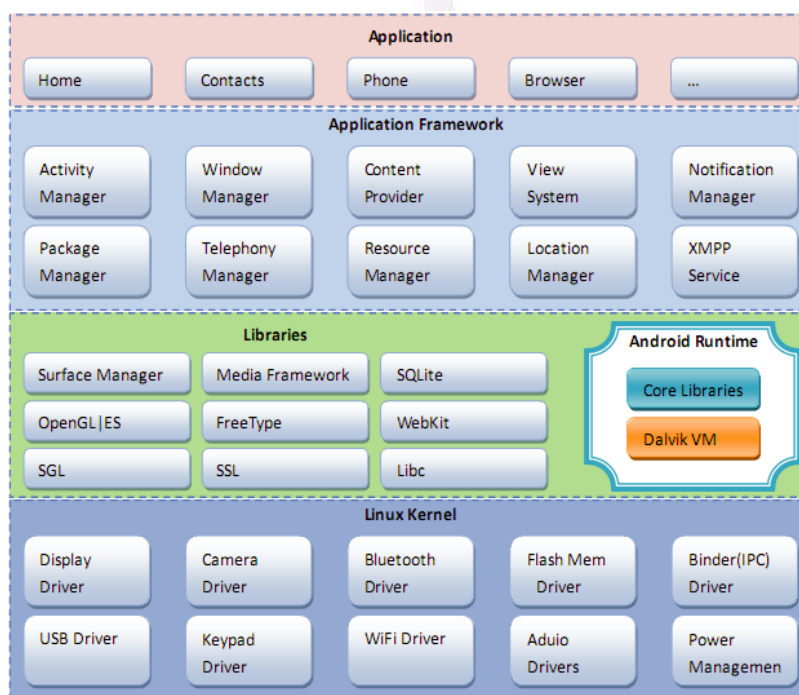 Application
Home
Contacts
Phone
Browser
...
Application Framework
Activity
Manager
Window
Manager
Content
Provider
View
System
Notification
Manager
Package
Manager
Telephony
Manager
Resource
Manager
Location
Manager
XMPP
Service
Libraries
Surface Manager
Media Framework
SQLite
OpenGL|ES
FreeType
WebKit
SGL
SSL
Libc
Android Runtime
Core Libraries
Dalvik VM
Linux Kernel
Display
Driver
Camera
Driver
Bluetooth
Driver
Flash Mem
Driver
Binder(IPC)
Driver
USB Driver
Keypad
Driver
WiFi Driver
Aduio
Drivers
Power
Managemen